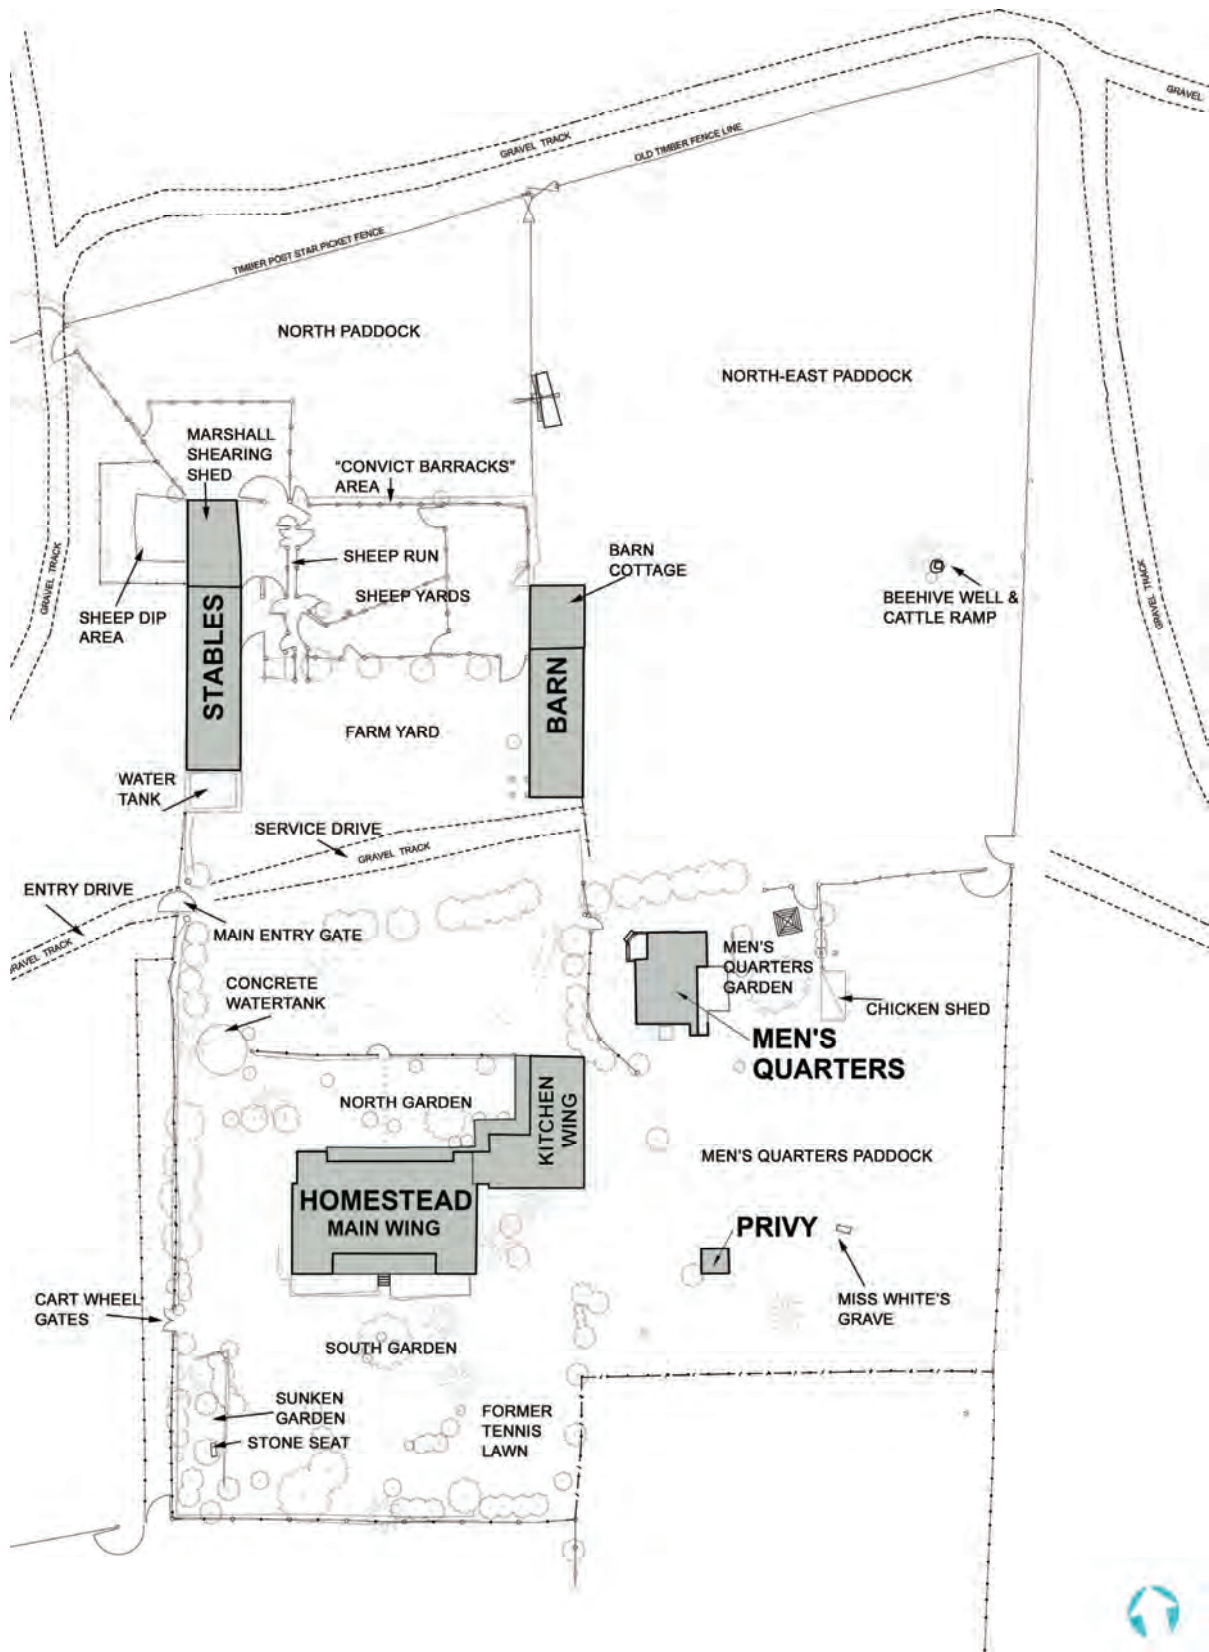 GRAVEL
GRAVEL TRACK
OLD TIMBER FENCE LINE
TIMBER POST STAR PICKET FENCE
NORTH PADDOCK
NORTH-EAST PADDOCK
MARSHALL
SHEARING
SHED
"CONVICT BARRACKS"
AREA
SHEEP RUN
BARN
COTTAGE
GRAVEL TRACK
SHEEP YARDS
BEEHIVE WELL &
CATTLE RAMP
GRAVEL TRACK
SHEEP DIP
AREA
STABLES
BARN
FARM YARD
WATER
TANK
SERVICE DRIVE
GRAVEL TRACK
ENTRY DRIVE
MAIN ENTRY GATE
GRAVEL TRACK
MEN'S
QUARTERS
GARDEN
CONCRETE
WATERTANK
CHICKEN SHED
MEN'S
QUARTERS
NORTH GARDEN
KITCHEN
WING
MEN'S QUARTERS PADDOCK
HOMESTEAD
MAIN WING
PRIVY
CART WHEEL
GATES
MISS WHITE'S
GRAVE
SOUTH GARDEN
SUNKEN
GARDEN
STONE SEAT
FORMER
TENNIS
LAWN